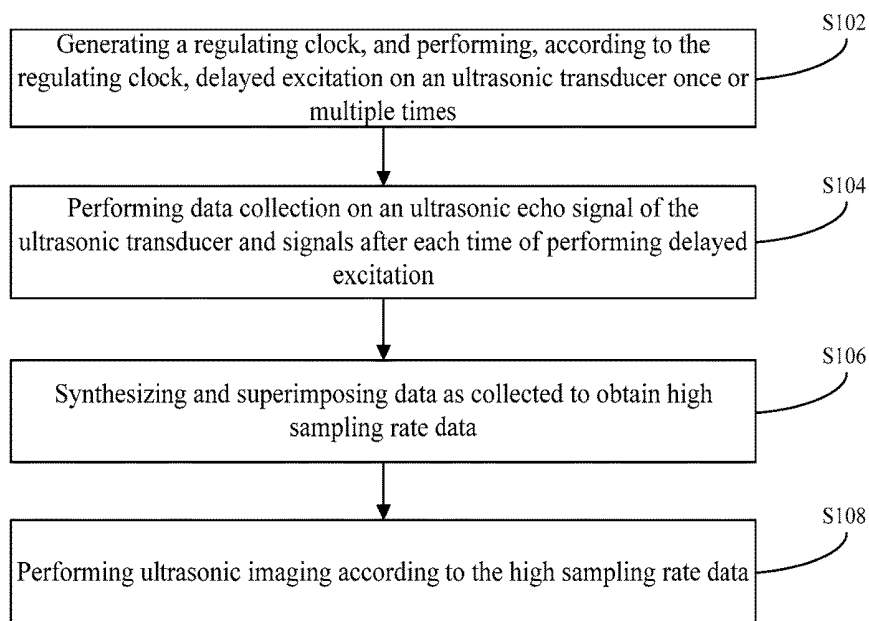 S102
Generating a regulating clock, and performing, according to the
regulating clock, delayed excitation on an ultrasonic transducer once or
multiple times
S104
Performing data collection on an ultrasonic echo signal of the
ultrasonic transducer and signals after each time of performing delayed
excitation
S106
Synthesizing and superimposing data as collected to obtain high
sampling rate data
S108
Performing ultrasonic imaging according to the high sampling rate data